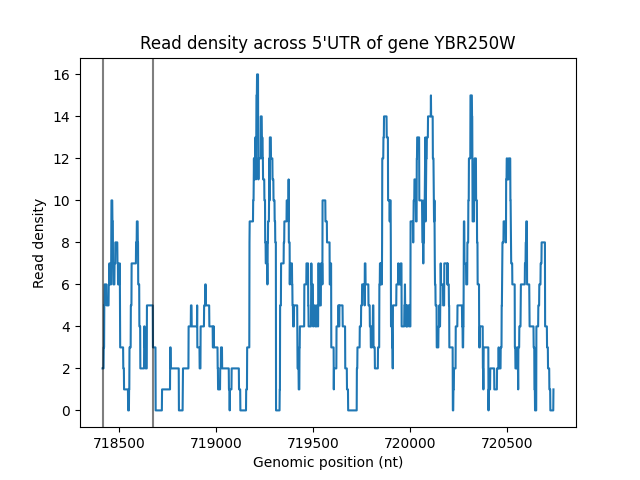 Read density across 5'UTR of gene YBR250W
16
14
12
10
8
6
4
2
0
Read density
718500 719000 719500 720000 720500
Genomic position (nt)